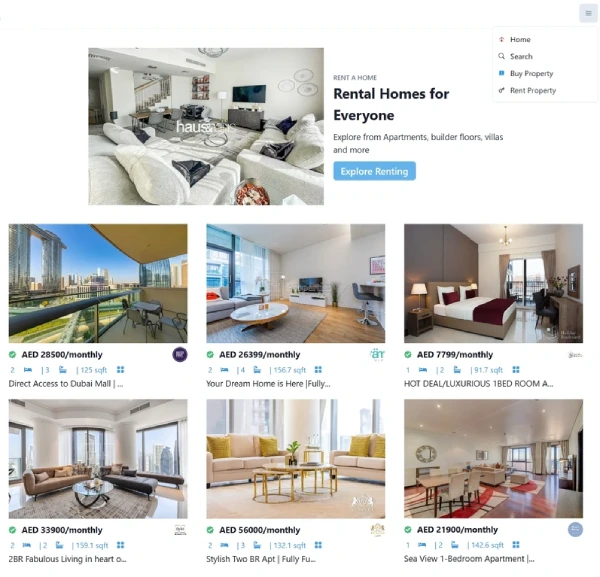 Home
Search
Buy Property
Rent Property
RENT A HOME
Rental Homes for
Everyone
Explore from Apartments, builder floors, villas
and more
Explore Renting
haus
AED 28500/monthly
AED 26399/monthly
AED 7799/monthly
2 | 3 | 125 sqft
2 | 4 | 156.7 sqft
1 | 2 | 91.7 sqft
Direct Access to Dubai Mall | ...
Your Dream Home is Here |Fully...
HOT DEAL/LUXURIOUS 1BED ROOM A...
AED 33900/monthly
AED 56000/monthly
AED 21900/monthly
2 | 2 | 159.1 sqft
2 | 3 | 132.1 sqft
1 | 2 | 142.6 sqft
2BR Fabulous Living in heart o...
Stylish Two BR Apt | Fully Fu...
Sea View 1-Bedroom Apartment |...